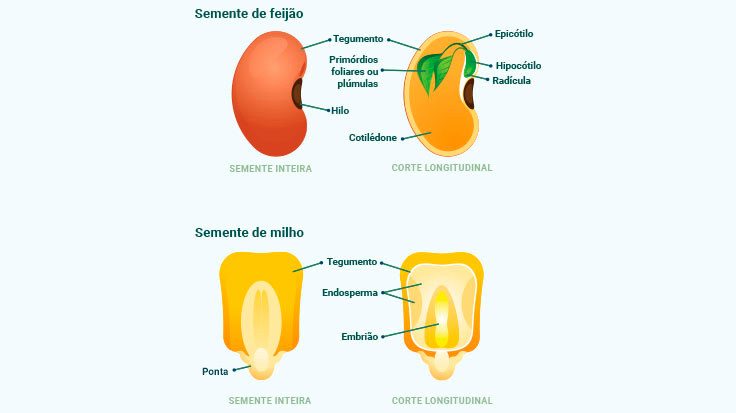 Semente de feijão
Tegumento
Epicótilo
Primórdios
foliares ou
plúmulas
Hipocótilo
Radícula
Hilo
Cotilédone
SEMENTE INTEIRA
CORTE LONGITUDINAL
Semente de milho
Tegumento
Endosperma
Embrião
Ponta
SEMENTE INTEIRA
CORTE LONGITUDINAL